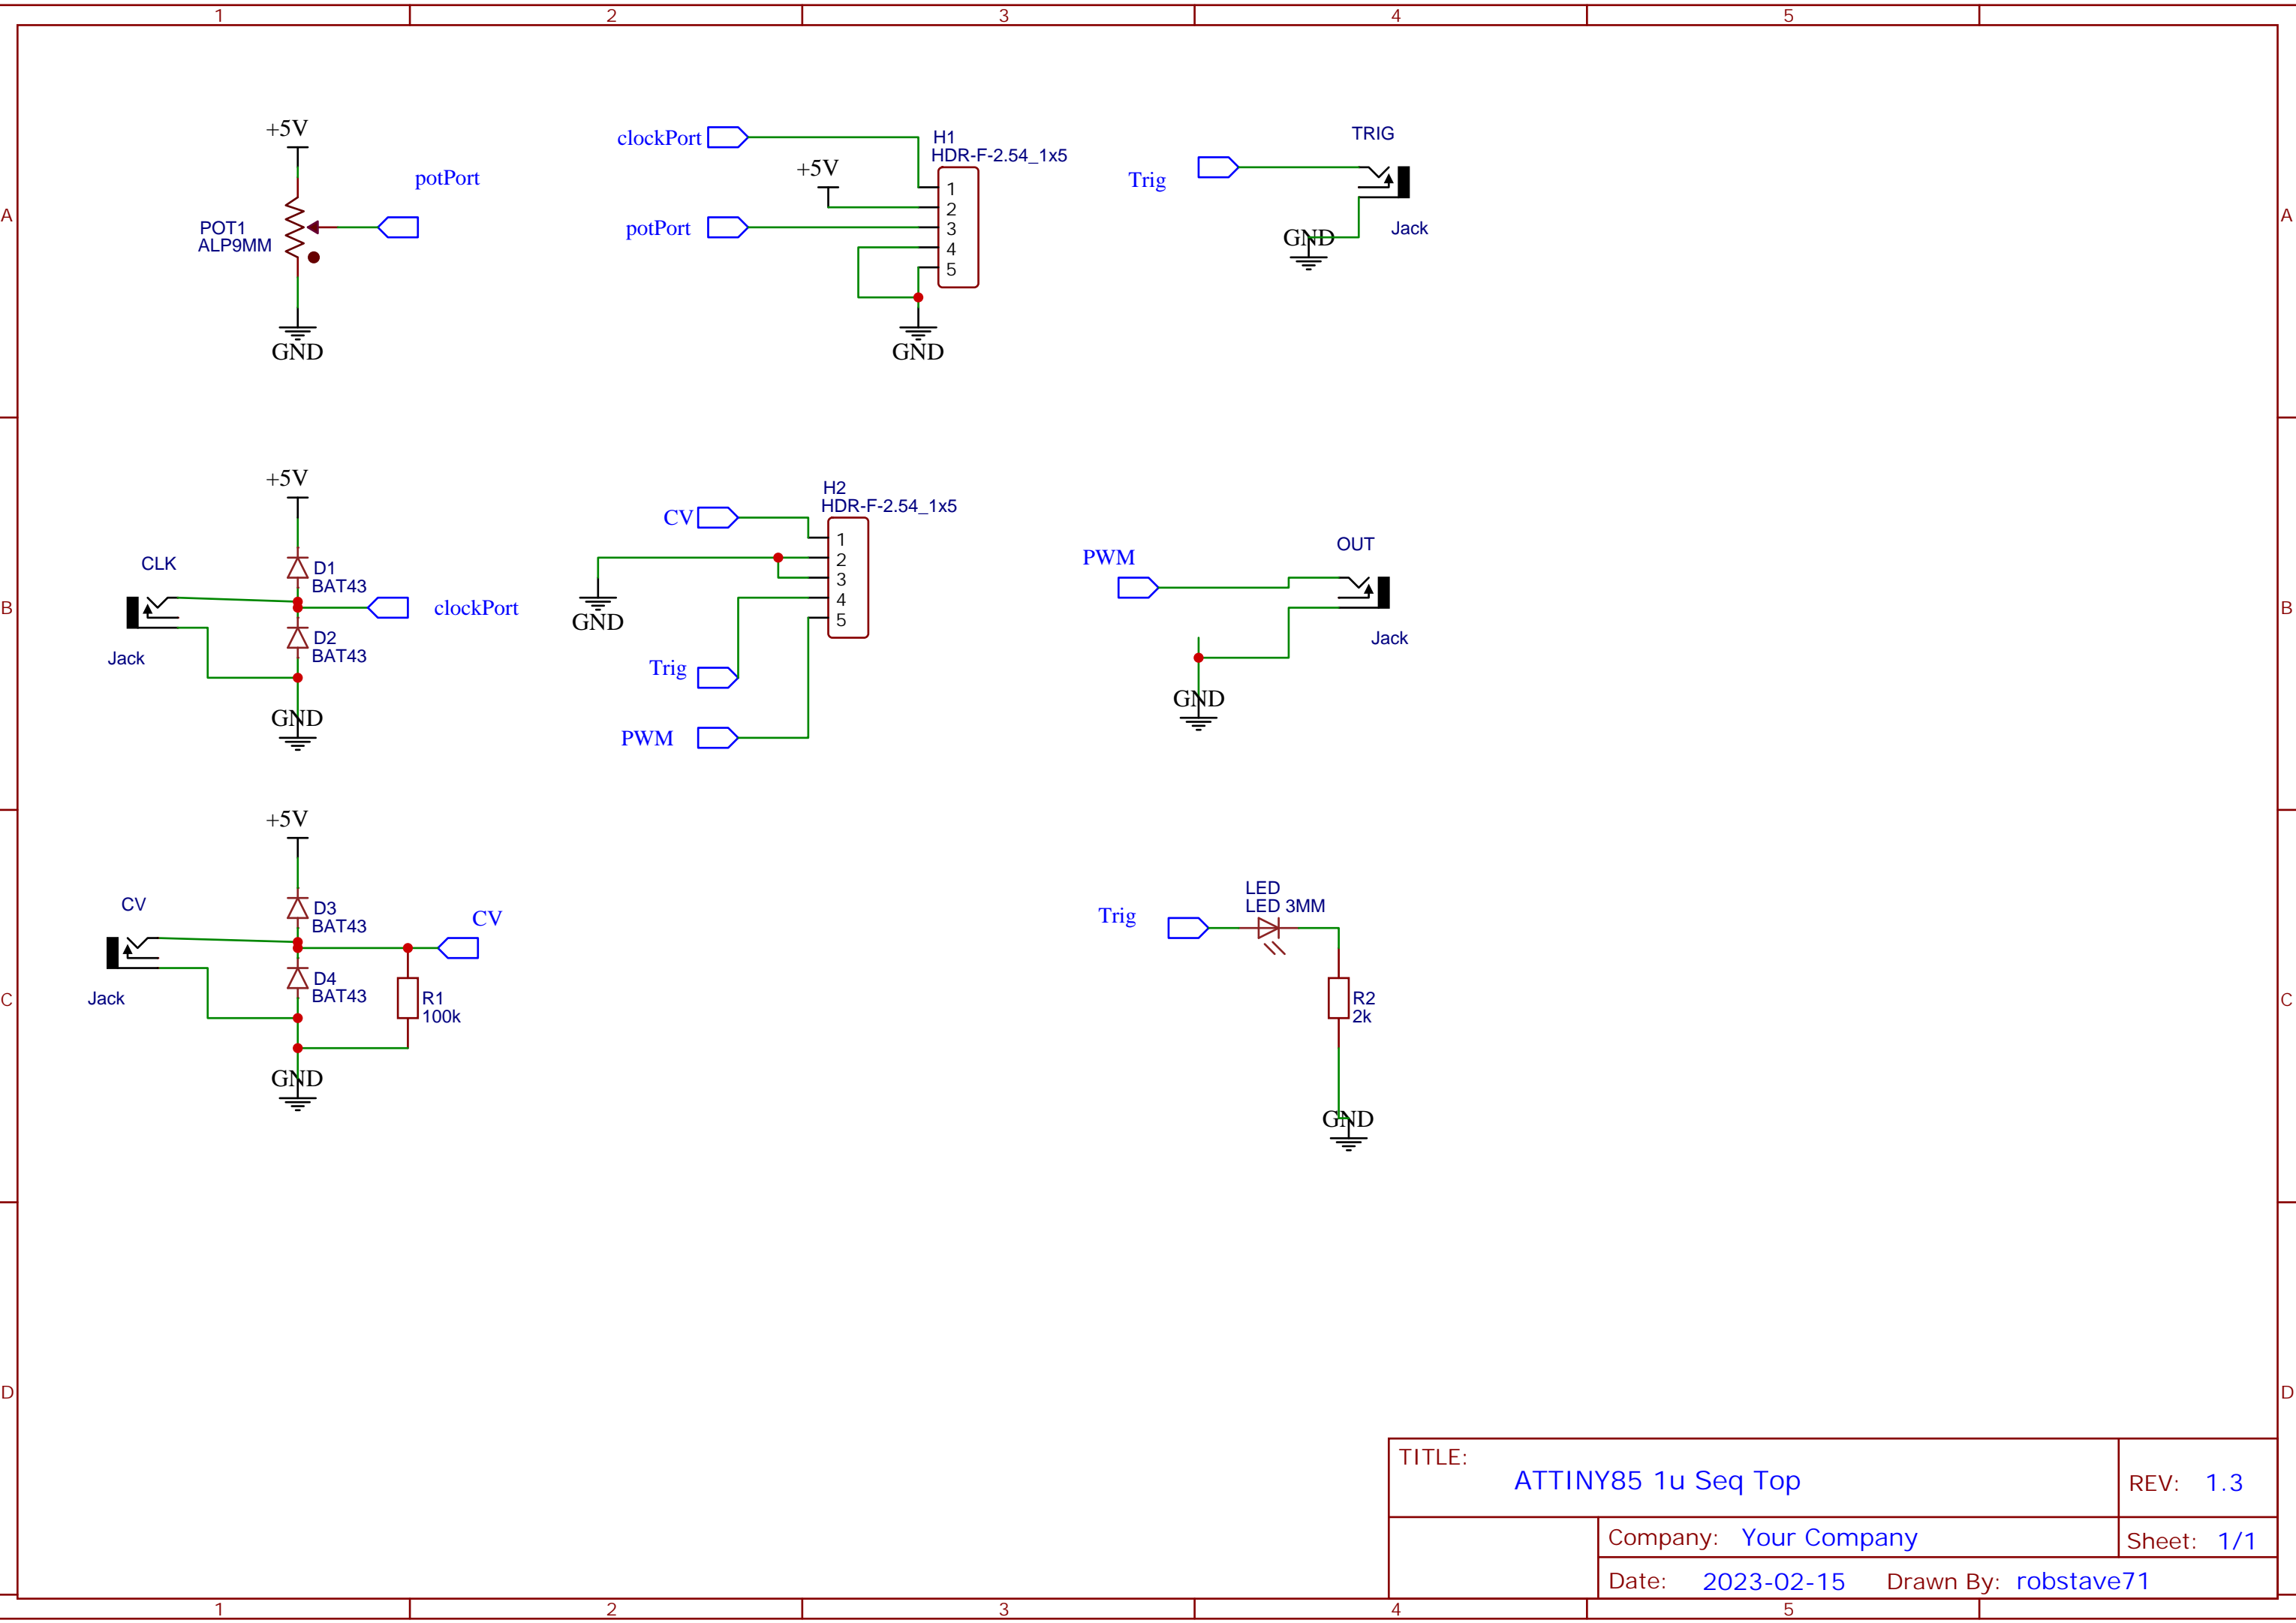 1 2 3 4 5
A A
B B
C C
D D
+5V
potPort
POT1
ALP9MM
GND
clockPort
H1
HDR-F-2.54_1x5
+5V
potPort
1
2
3
4
5
GND
TRIG
Trig
Jack
GND
+5V
CLK
D1
BAT43
clockPort
D2
BAT43
Jack
GND
H2
HDR-F-2.54_1x5
CV
1
2
3
4
5
GND
Trig
PWM
OUT
PWM
Jack
GND
+5V
CV
D3
BAT43
CV
D4
BAT43
Jack
R1
100k
GND
LED
LED 3MM
Trig
R2
2k
GND
TITLE:
ATTINY85 1u Seq Top
REV: 1.3
Company: Your Company
Sheet: 1/1
Date: 2023-02-15 Drawn By: robstave71
1 2 3 4 5